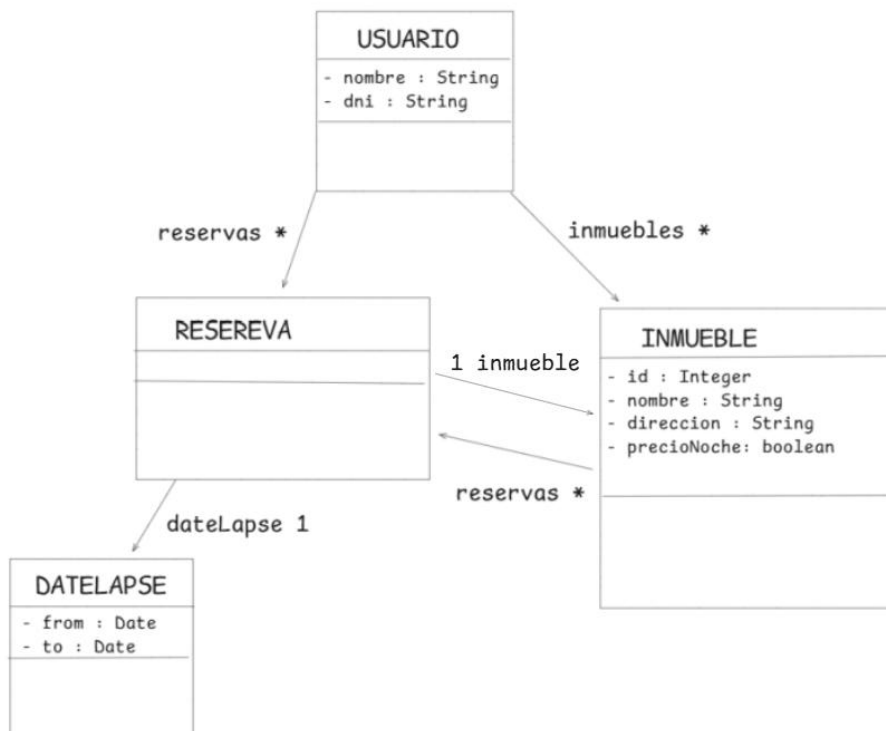 USUARIO
- nombre : String
- dni : String
reservas *
inmuebles *
RESEREVA
INMUEBLE
- id : Integer
- nombre : String
- direccion : String
- precioNoche: boolean
1 inmueble
reservas *
dateLapse 1
DATELAPSE
- from : Date
- to : Date